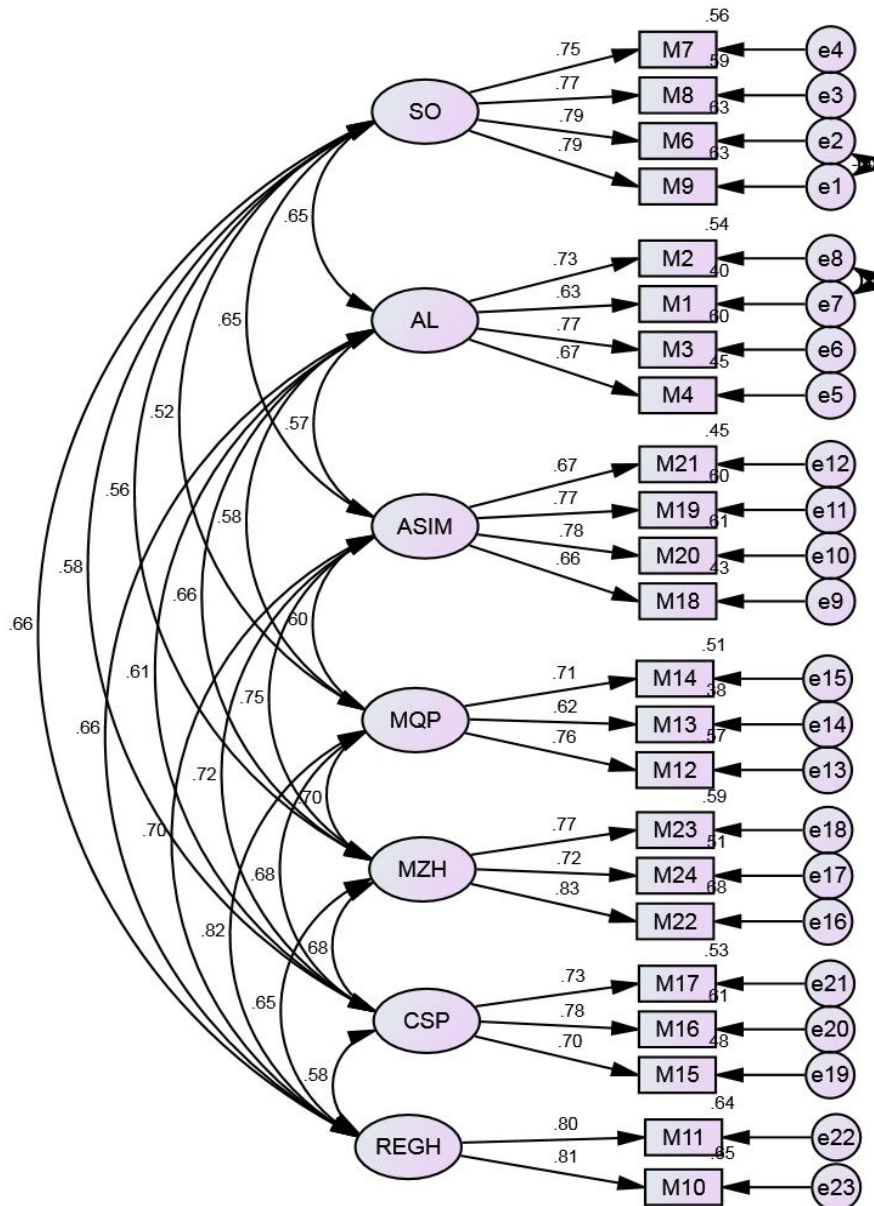 .56
.75 M7 e4
.59
.77 M8 e3
SO
.63
.79 M6 e2
.63
.79 M9 e1
.65
.54
.73 M2 e8
.40
.63 M1 e7
AL
.60
.77 M3 e6
.65
.45
.67 M4 e5
.52
.57
.45
.67 M21 e12
.60
.56
.77 M19 e11
.58
ASIM
.61
.78 M20 e10
.58
.43
.66 M18 e9
.66
.66
.60
.61
.51
.71 M14 e15
.75
.38
MQP
.62 M13 e14
.66
.57
.76 M12 e13
.72
.70
.59
.70
.77 M23 e18
.51
MZH
.68
.72 M24 e17
.68
.83 M22 e16
.82
.68
.53
.65
.73 M17 e21
.61
CSP
.78 M16 e20
.48
.70 M15 e19
.58
.64
.80 M11 e22
REGH
.65
.81 M10 e23